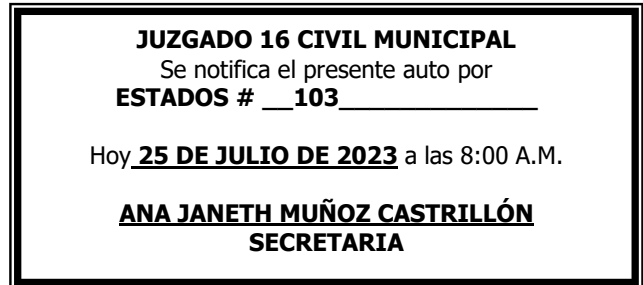 JUZGADO 16 CIVIL MUNICIPAL
Se notifica el presente auto por
ESTADOS # __103______________
Hoy 25 DE JULIO DE 2023 a las 8:00 A.M.
ANA JANETH MUÑOZ CASTRILLÓN
SECRETARIA